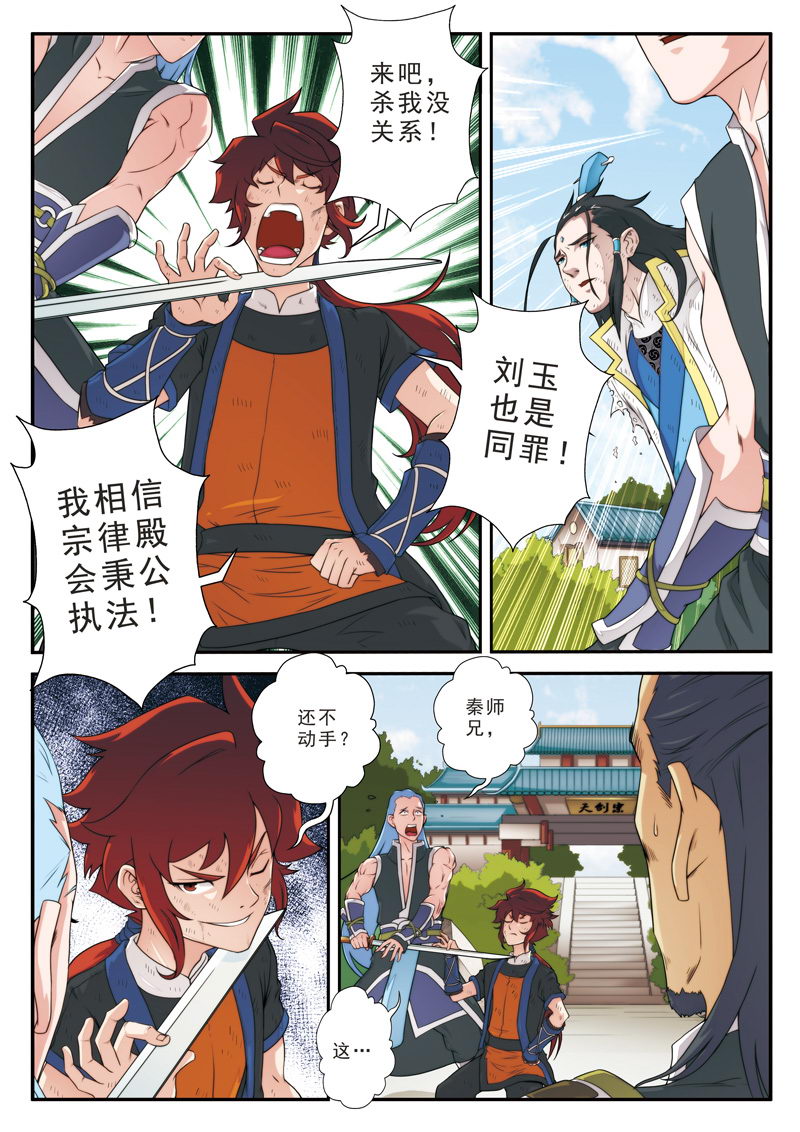 来吧，
杀我没
关系！
我相信
宗律殿
会秉公
执法！
刘玉
也是
同罪！
还不
动手？
秦师
兄，
这…
天剑宗